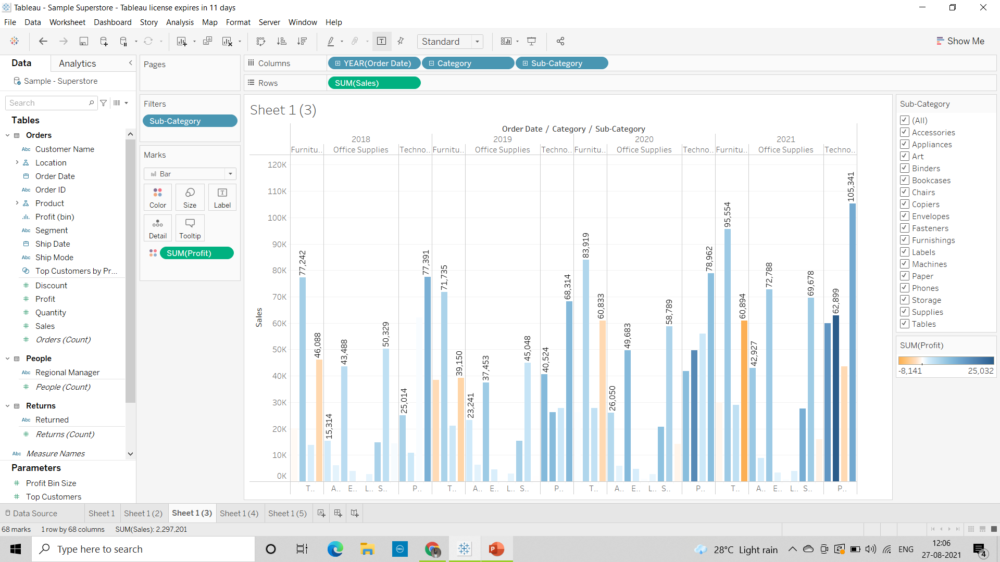 Tableau - Sample Superstore - Tableau license expires in 11 days
File Data Worksheet Dashboard Story Analysis Map Format Server Window Help
Standard
Show Me
Data
Analytics
Sample - Superstore
Search
Tables
Orders
Abc Customer Name
Location
Order Date
Abc Order ID
Product
Profit (bin)
Abc Segment
Ship Date
Abc Ship Mode
Top Customers by Pr...
# Discount
# Profit
# Quantity
# Sales
# Orders (Count)
People
Abc Regional Manager
# People (Count)
Returns
Abc Returned
# Returns (Count)
Abc Measure Names
Parameters
# Profit Bin Size
# Top Customers
Pages
Filters
Sub-Category
Marks
Bar
Color Size Label
Detail Tooltip
SUM(Profit)
Columns YEAR(Order Date) Category Sub-Category
Rows SUM(Sales)
Sheet 1 (3)
Order Date / Category / Sub-Category
2018 2019 2020 2021
Furnitu.. Office Supplies Techno.. Furnitu.. Office Supplies Techno.. Furnitu.. Office Supplies Techno.. Furnitu.. Office Supplies Techno..
Sales
120K
110K
100K
90K
80K
70K
60K
50K
40K
30K
20K
10K
0K
77,242
46,088
15,314
43,488
50,329
25,014
77,391
71,735
39,150
23,241
37,453
45,048
40,524
68,314
83,919
60,833
26,050
49,683
58,789
78,962
95,554
60,894
42,927
72,788
69,678
62,899
105,341
T.. A.. E.. L.. S.. P.. T.. A.. E.. L.. S.. P.. T.. A.. E.. L.. S.. P.. T.. A.. E.. L.. S.. P..
Sub-Category
(All)
Accessories
Appliances
Art
Binders
Bookcases
Chairs
Copiers
Envelopes
Fasteners
Furnishings
Labels
Machines
Paper
Phones
Storage
Supplies
Tables
SUM(Profit)
-8,141 25,032
Data Source Sheet 1 Sheet 1 (2) Sheet 1 (3) Sheet 1 (4) Sheet 1 (5)
68 marks 1 row by 68 columns SUM(Sales): 2,297,201
Type here to search
DELL
28°C Light rain
ENG
12:06
27-08-2021
4